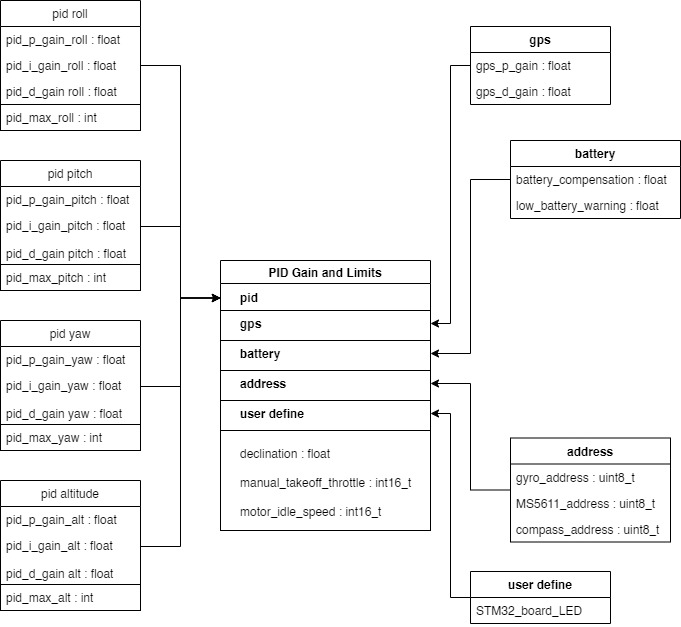 pid roll
pid_p_gain_roll : float
pid_i_gain_roll : float
pid_d_gain roll : float
pid_max_roll : int
pid pitch
pid_p_gain_pitch : float
pid_i_gain_pitch : float
pid_d_gain pitch : float
pid_max_pitch : int
pid yaw
pid_p_gain_yaw : float
pid_i_gain_yaw : float
pid_d_gain yaw : float
pid_max_yaw : int
pid altitude
pid_p_gain_alt : float
pid_i_gain_alt : float
pid_d_gain alt : float
pid_max_alt : int
PID Gain and Limits
pid
gps
battery
address
user define
declination : float
manual_takeoff_throttle : int16_t
motor_idle_speed : int16_t
gps
gps_p_gain : float
gps_d_gain : float
battery
battery_compensation : float
low_battery_warning : float
address
gyro_address : uint8_t
MS5611_address : uint8_t
compass_address : uint8_t
user define
STM32_board_LED